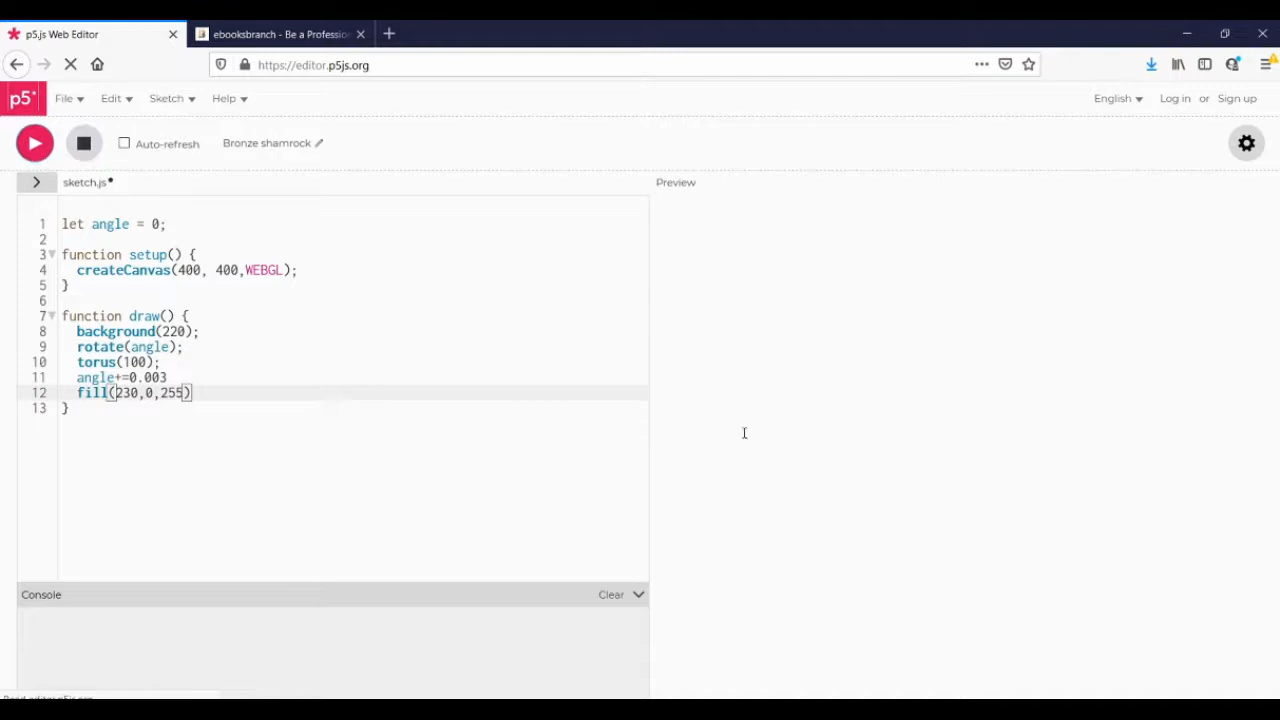 p5.js Web Editor
ebooksbranch - Be a Professio
https://editor.p5js.org
p5* File Edit Sketch Help English Log in or Sign up
Auto-refresh Bronze shamrock
sketch.js
Preview
1 let angle = 0;
2
3 function setup() {
4 createCanvas(400, 400,WEBGL);
5 }
6
7 function draw() {
8 background(220);
9 rotate(angle);
10 torus(100);
11 angle+=0.003
12 fill(230,0,255)
13 }
Console Clear